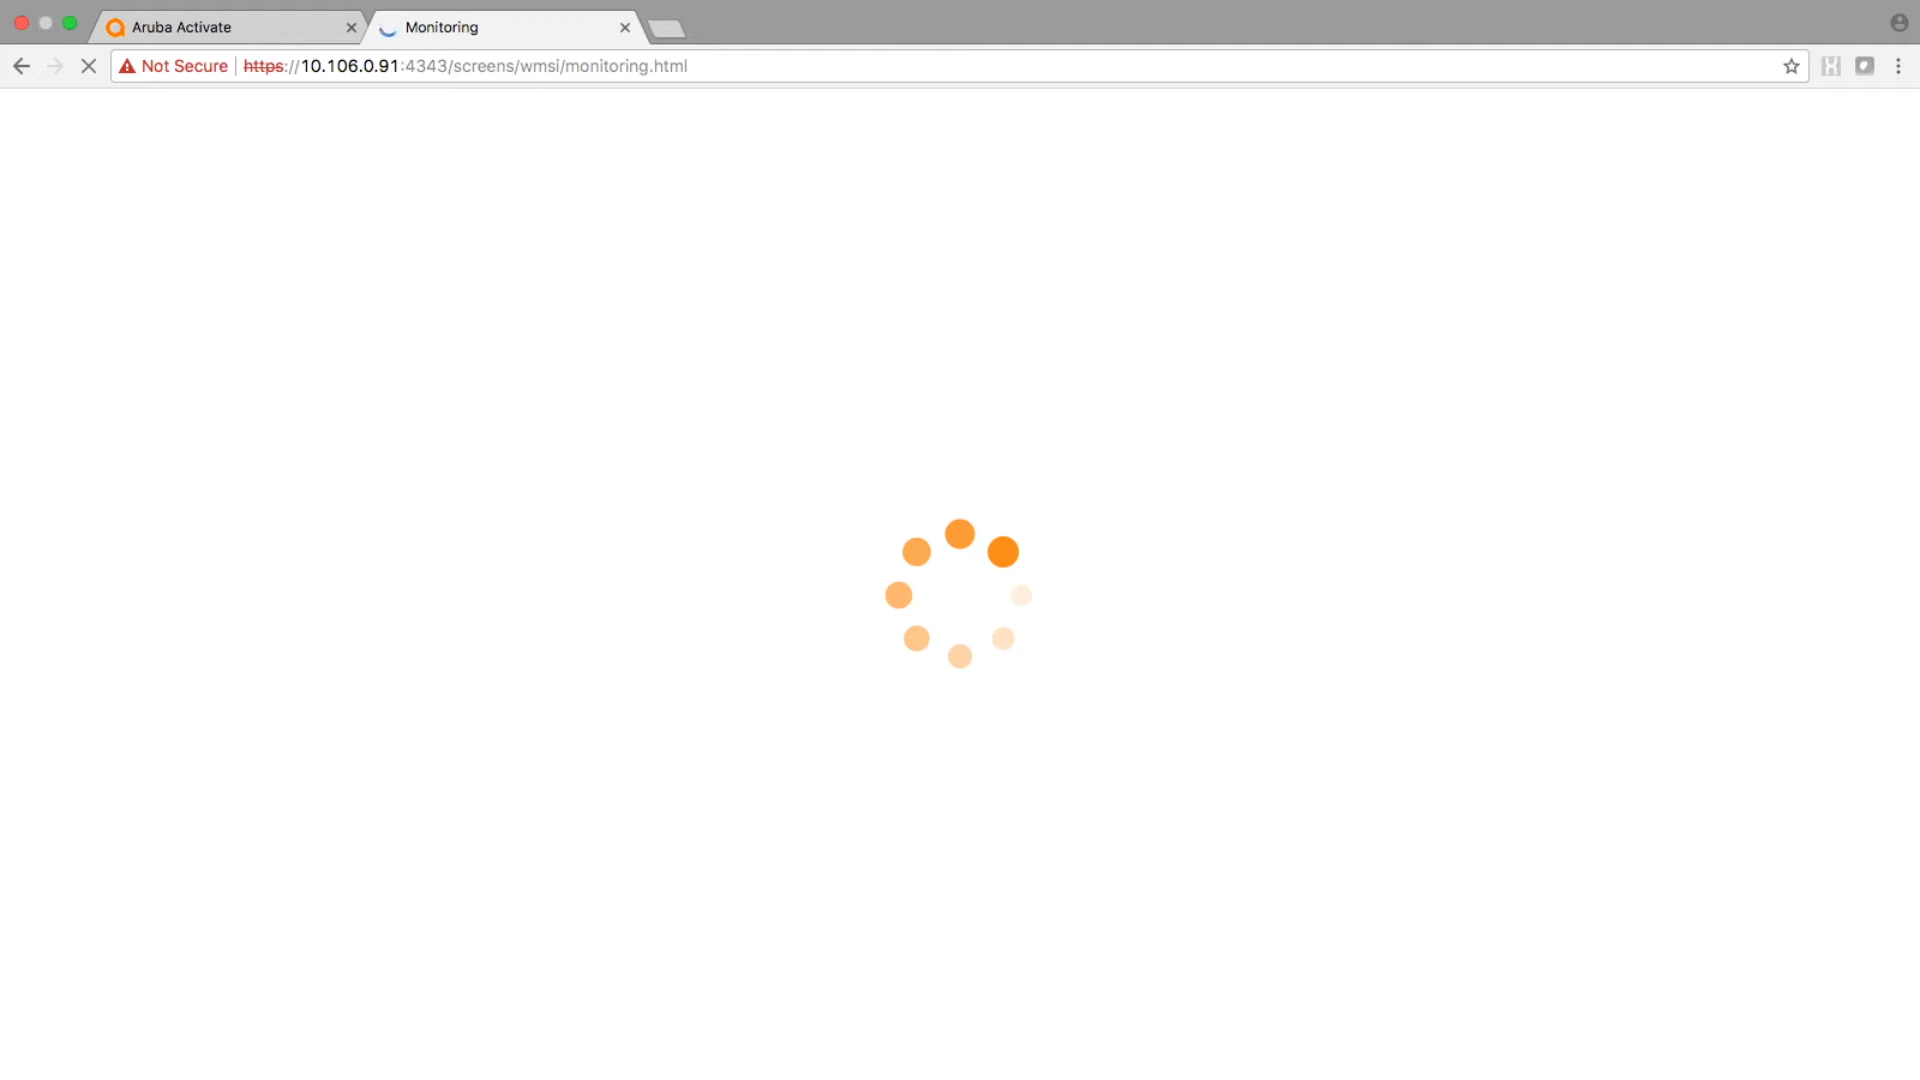 Aruba Activate
Monitoring
Not Secure
https://10.106.0.91:4343/screens/wmsi/monitoring.html